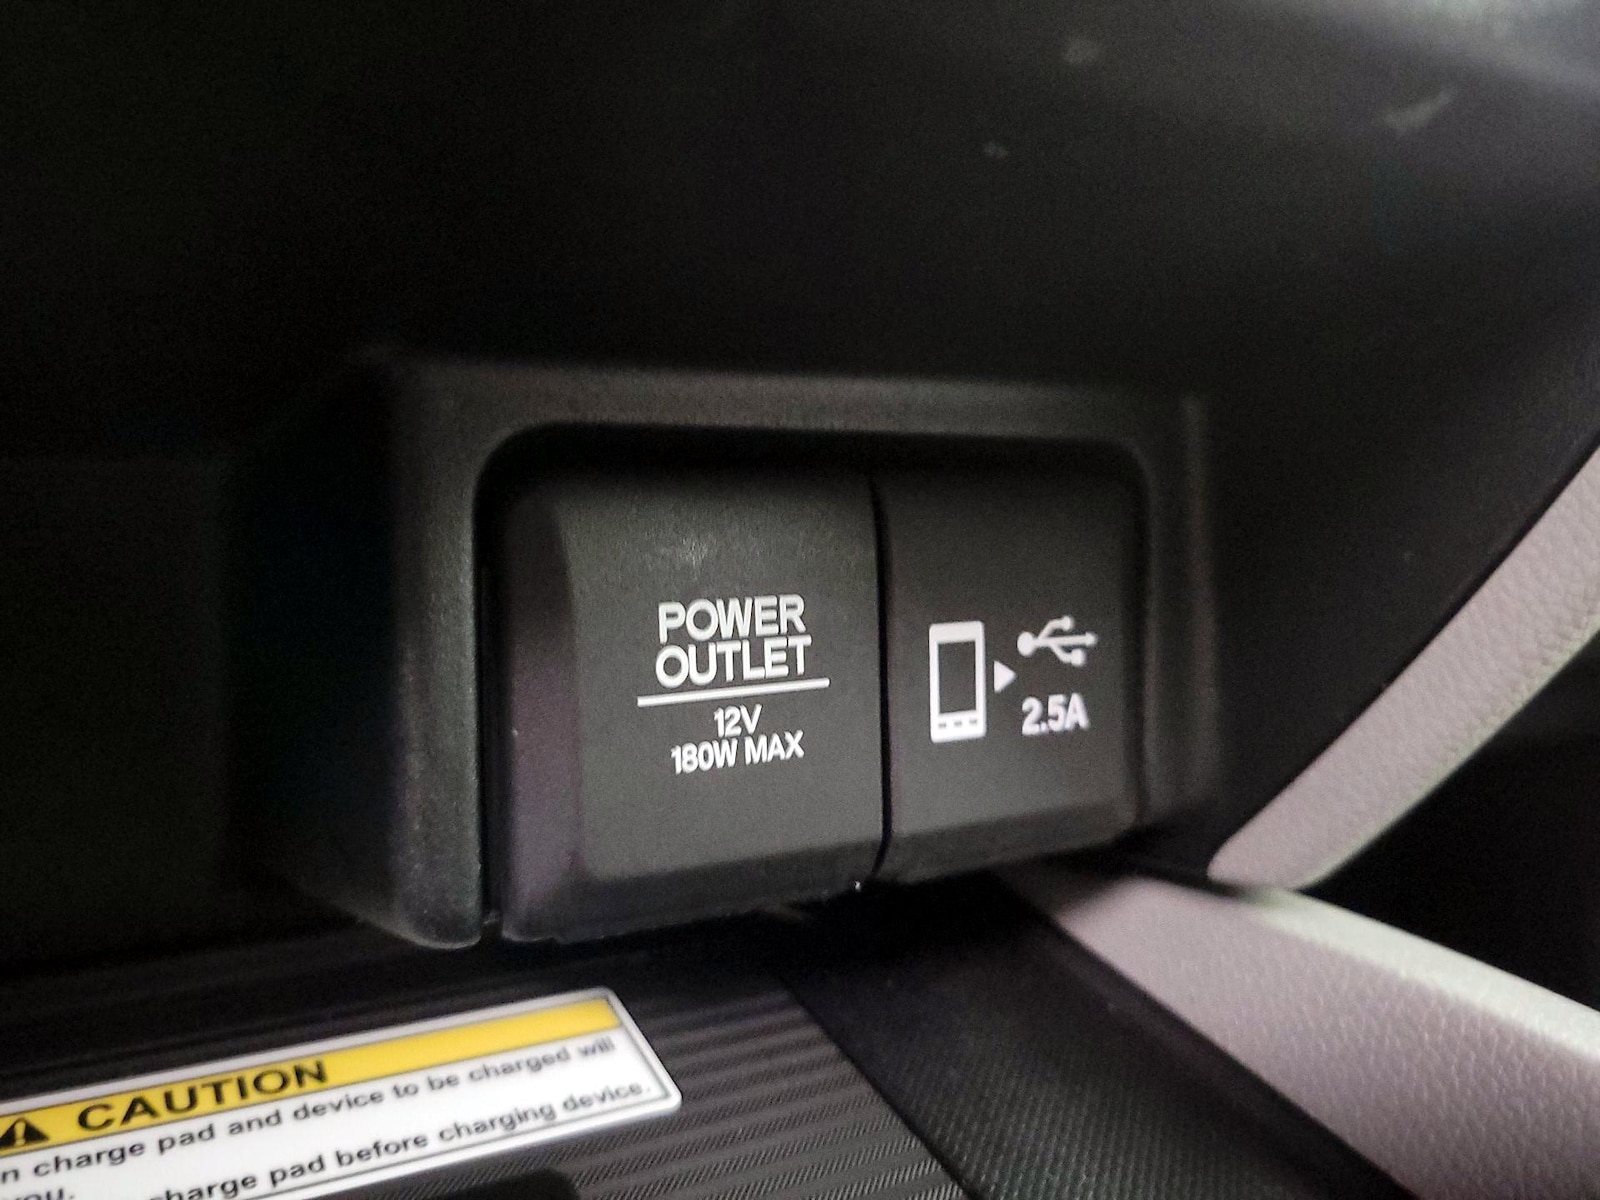 POWER
OUTLET
12V
180W MAX
2.5A
CAUTION
charge pad and device to be charged will
you.
charge pad before charging device.